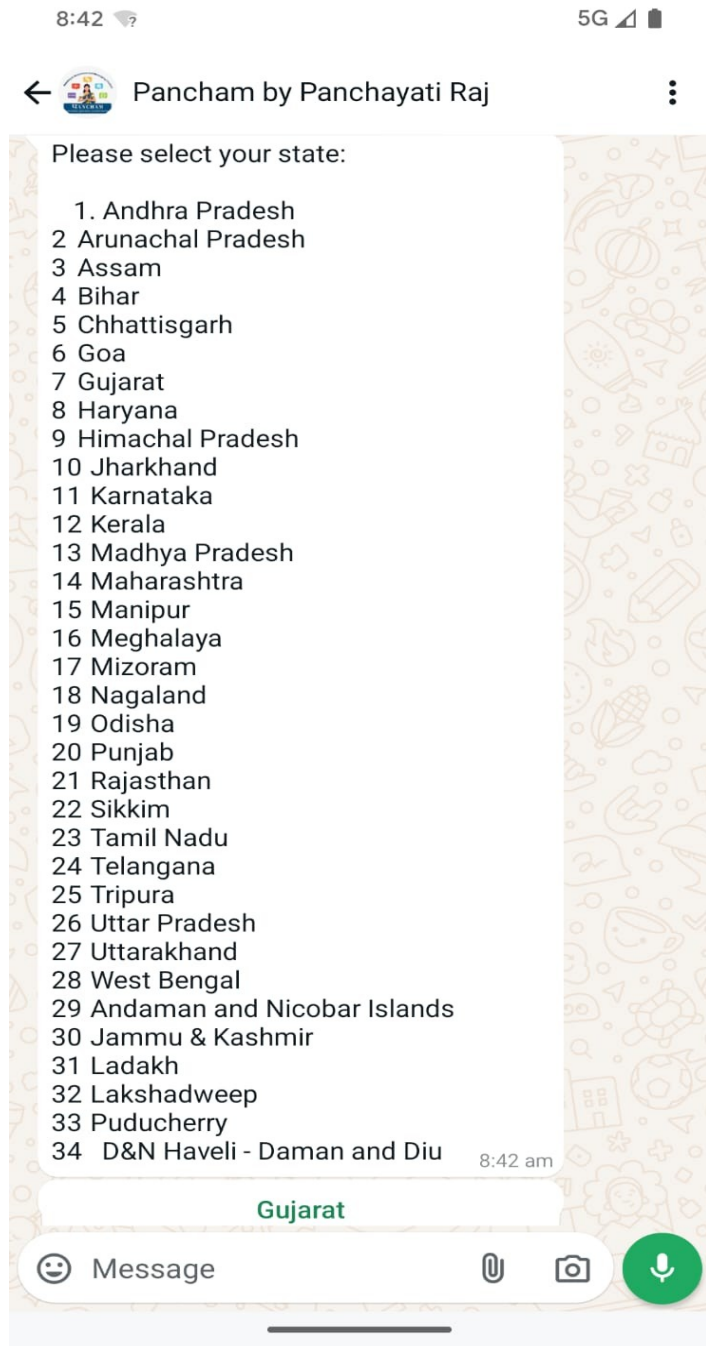 8:42
5G
Pancham by Panchayati Raj
Please select your state:
1. Andhra Pradesh
2 Arunachal Pradesh
3 Assam
4 Bihar
5 Chhattisgarh
6 Goa
7 Gujarat
8 Haryana
9 Himachal Pradesh
10 Jharkhand
11 Karnataka
12 Kerala
13 Madhya Pradesh
14 Maharashtra
15 Manipur
16 Meghalaya
17 Mizoram
18 Nagaland
19 Odisha
20 Punjab
21 Rajasthan
22 Sikkim
23 Tamil Nadu
24 Telangana
25 Tripura
26 Uttar Pradesh
27 Uttarakhand
28 West Bengal
29 Andaman and Nicobar Islands
30 Jammu & Kashmir
31 Ladakh
32 Lakshadweep
33 Puducherry
34 D&N Haveli - Daman and Diu
8:42 am
Gujarat
Message